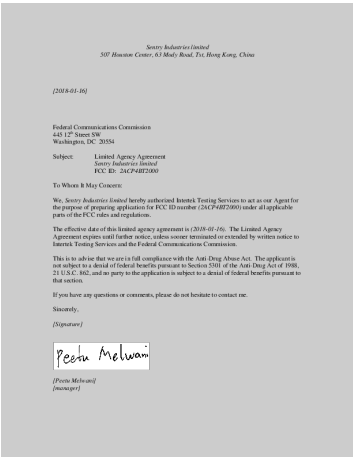 Sentry Industries limited
507 Houston Center, 63 Mody Road, Tst, Hong Kong, China
[2018-01-16]
Federal Communications Commission
445 12th Street SW
Washington, DC 20554
Subject: Limited Agency Agreement
Sentry Industries limited
FCC ID: 2ACP4BT2000
To Whom It May Concern:
We, Sentry Industries limited hereby authorized Intertek Testing Services to act as our Agent for
the purpose of preparing application for FCC ID number (2ACP4BT2000) under all applicable
parts of the FCC rules and regulations.
The effective date of this limited agency agreement is (2018-01-16). The Limited Agency
Agreement expires until further notice, unless sooner terminated or extended by written notice to
Intertek Testing Services and the Federal Communications Commission.
This is to advise that we are in full compliance with the Anti-Drug Abuse Act. The applicant is
not subject to a denial of federal benefits pursuant to Section 5301 of the Anti-Drug Act of 1988,
21 U.S.C. 862, and no party to the application is subject to a denial of federal benefits pursuant to
that section.
If you have any questions or comments, please do not hesitate to contact me.
Sincerely,
[Signature]
Peetu Melwani
[Peetu Melwani]
[manager]